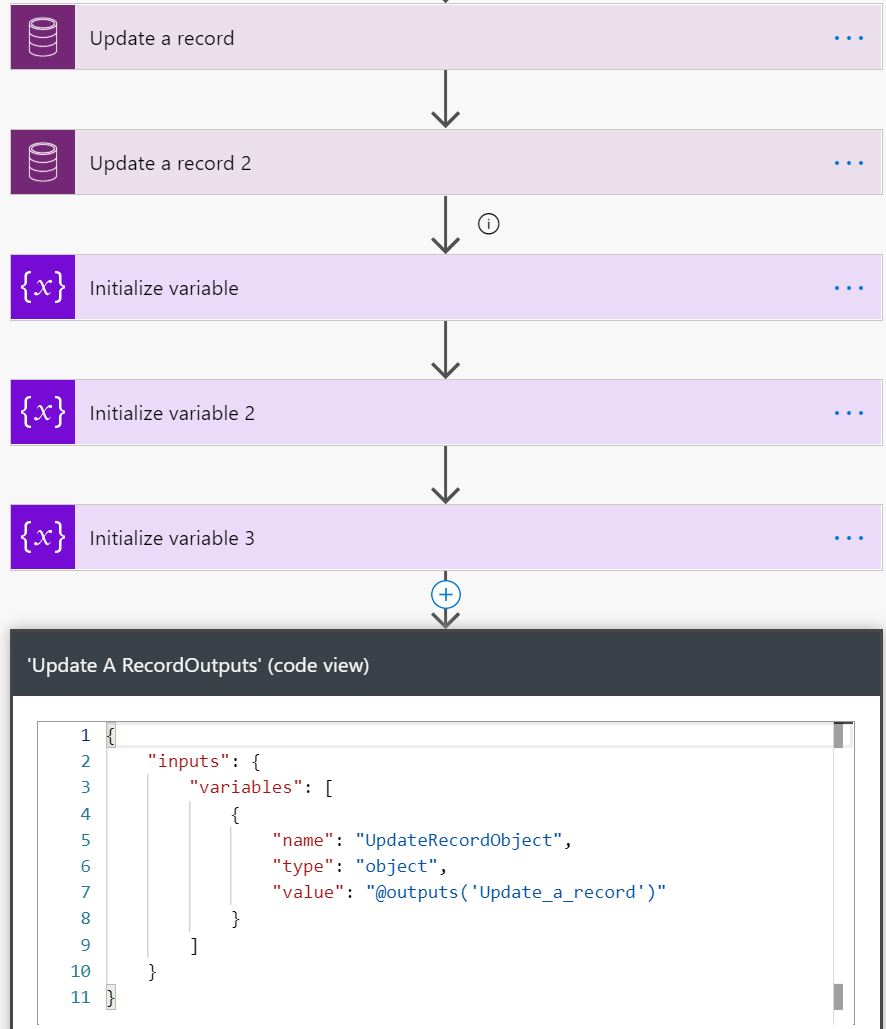 Update a record
Update a record 2
{x} Initialize variable
{x} Initialize variable 2
{x} Initialize variable 3
'Update A RecordOutputs' (code view)
1 {
2 "inputs": {
3 "variables": [
4 {
5 "name": "UpdateRecordObject",
6 "type": "object",
7 "value": "@outputs('Update_a_record')"
8 }
9 ]
10 }
11 }